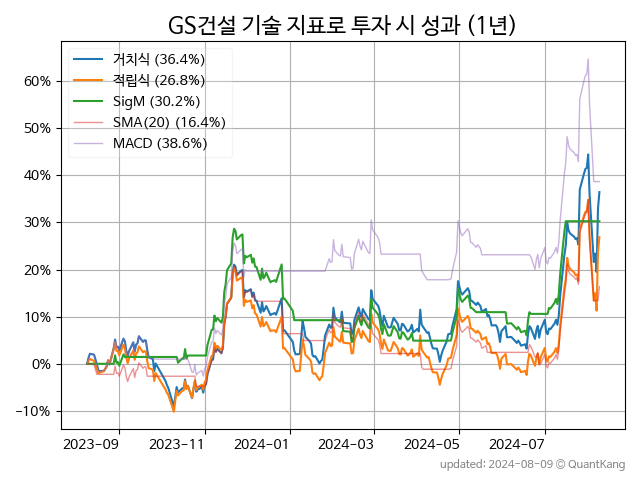 GS건설 기술 지표로 투자 시 성과 (1년)
거치식 (36.4%)
적립식 (26.8%)
SigM (30.2%)
SMA(20) (16.4%)
MACD (38.6%)
60%
50%
40%
30%
20%
10%
0%
−10%
2023-09 2023-11 2024-01 2024-03 2024-05 2024-07
updated: 2024-08-09 © QuantKang